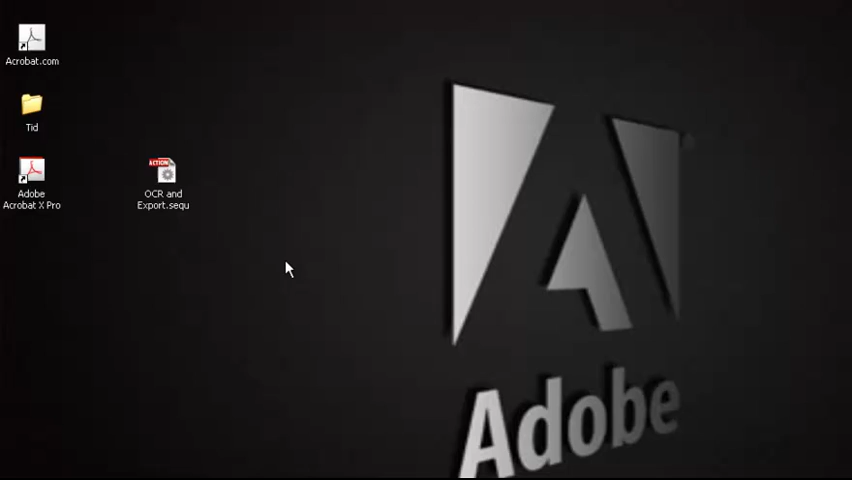 Acrobat.com
Tid
Adobe
Acrobat X Pro
ACTION
OCR and
Export.sequ
Adobe